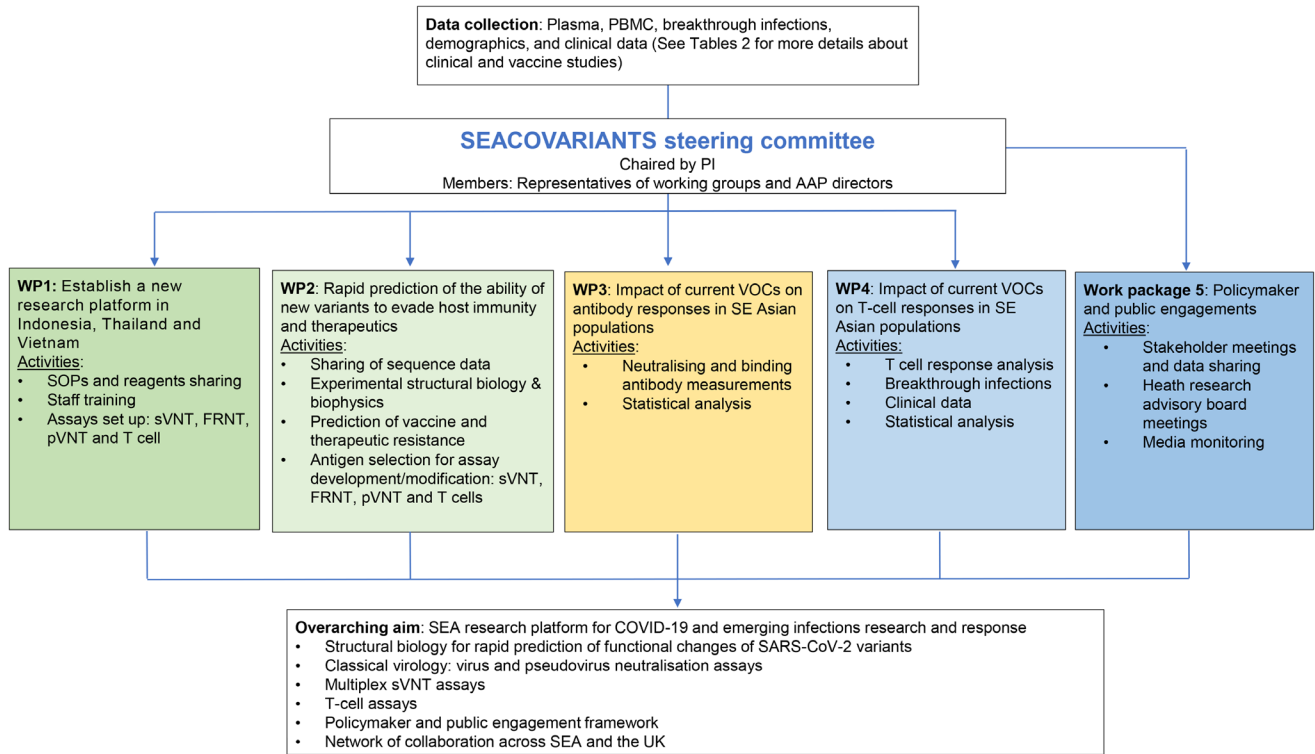 Data collection: Plasma, PBMC, breakthrough infections,
demographics, and clinical data (See Tables 2 for more details about
clinical and vaccine studies)
SEACOVARIANTS steering committee
Chaired by PI
Members: Representatives of working groups and AAP directors
WP1: Establish a new
research platform in
Indonesia, Thailand and
Vietnam
Activities:
• SOPs and reagents sharing
• Staff training
• Assays set up: sVNT, FRNT,
pVNT and T cell
WP2: Rapid prediction of the ability of
new variants to evade host immunity
and therapeutics
Activities:
• Sharing of sequence data
• Experimental structural biology &
biophysics
• Prediction of vaccine and
therapeutic resistance
• Antigen selection for assay
development/modification: sVNT,
FRNT, pVNT and T cells
WP3: Impact of current VOCs on
antibody responses in SE Asian
populations
Activities:
• Neutralising and binding
antibody measurements
• Statistical analysis
WP4: Impact of current VOCs
on T-cell responses in SE
Asian populations
Activities:
• T cell response analysis
• Breakthrough infections
• Clinical data
• Statistical analysis
Work package 5: Policymaker
and public engagements
Activities:
• Stakeholder meetings
and data sharing
• Heath research
advisory board
meetings
• Media monitoring
Overarching aim: SEA research platform for COVID-19 and emerging infections research and response
• Structural biology for rapid prediction of functional changes of SARS-CoV-2 variants
• Classical virology: virus and pseudovirus neutralisation assays
• Multiplex sVNT assays
• T-cell assays
• Policymaker and public engagement framework
• Network of collaboration across SEA and the UK